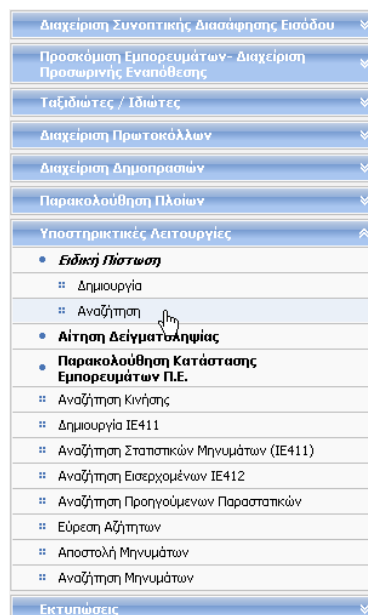 Διαχείριση Συνοπτικής Διασάφησης Εισόδου
Προσκόμιση Εμπορευμάτων- Διαχείριση
Προσωρινής Εναπόθεσης
Ταξιδιώτες / Ιδιώτες
Διαχείριση Πρωτοκόλλων
Διαχείριση Δημοπρασιών
Παρακολούθηση Πλοίων
Υποστηρικτικές Λειτουργίες
Ειδική Πίστωση
Δημιουργία
Αναζήτηση
Αίτηση Δείγματοληψίας
Παρακολούθηση Κατάστασης
Εμπορευμάτων Π.Ε.
Αναζήτηση Κινήσης
Δημιουργία ΙΕ411
Αναζήτηση Στατιστικών Μηνυμάτων (ΙΕ411)
Αναζήτηση Εισερχομένων ΙΕ412
Αναζήτηση Προηγούμενων Παραστατικών
Εύρεση Αζήτητων
Αποστολή Μηνυμάτων
Αναζήτηση Μηνυμάτων
Εκτυπώσεις